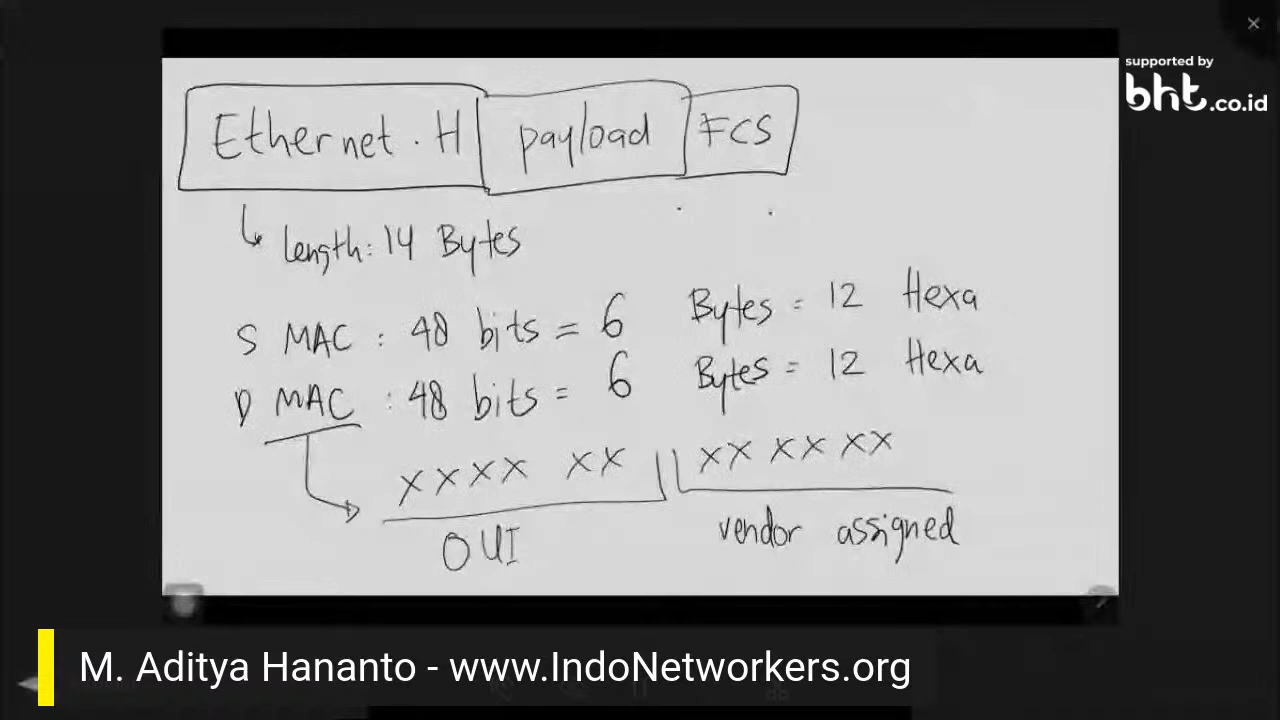 supported by
bht.co.id
Ethernet. H payload FCS
length: 14 Bytes
S MAC : 48 bits = 6 Bytes = 12 Hexa
D MAC : 48 bits = 6 Bytes = 12 Hexa
XXXX XX XX XX XX
OUI vendor assigned
M. Aditya Hananto - www.IndoNetworkers.org